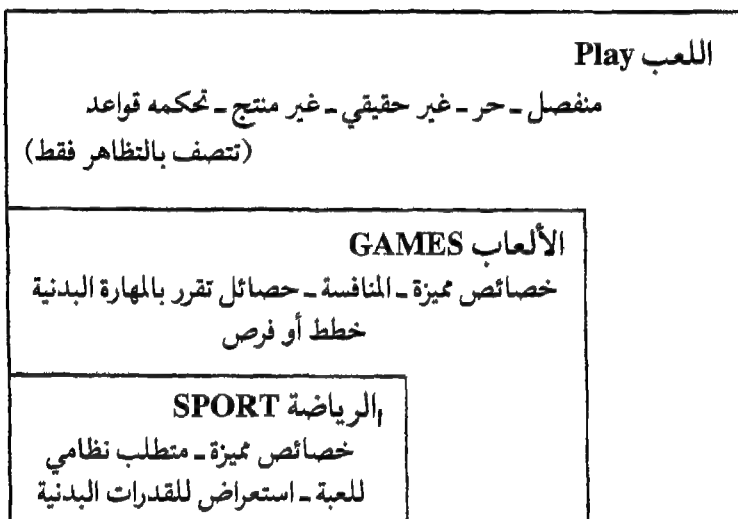 اللعب Play
منفصل ـ حر ـ غير حقيقي ـ غير منتج ـ تحكمه قواعد
(تتصف بالتظاهر فقط)
الألعاب GAMES
خصائص مميزة ـ المنافسة ـ حصائل تقرر بالمهارة البدنية
خطط أو فرص
الرياضة SPORT
خصائص مميزة ـ متطلب نظامي
للعبة ـ استعراض للقدرات البدنية